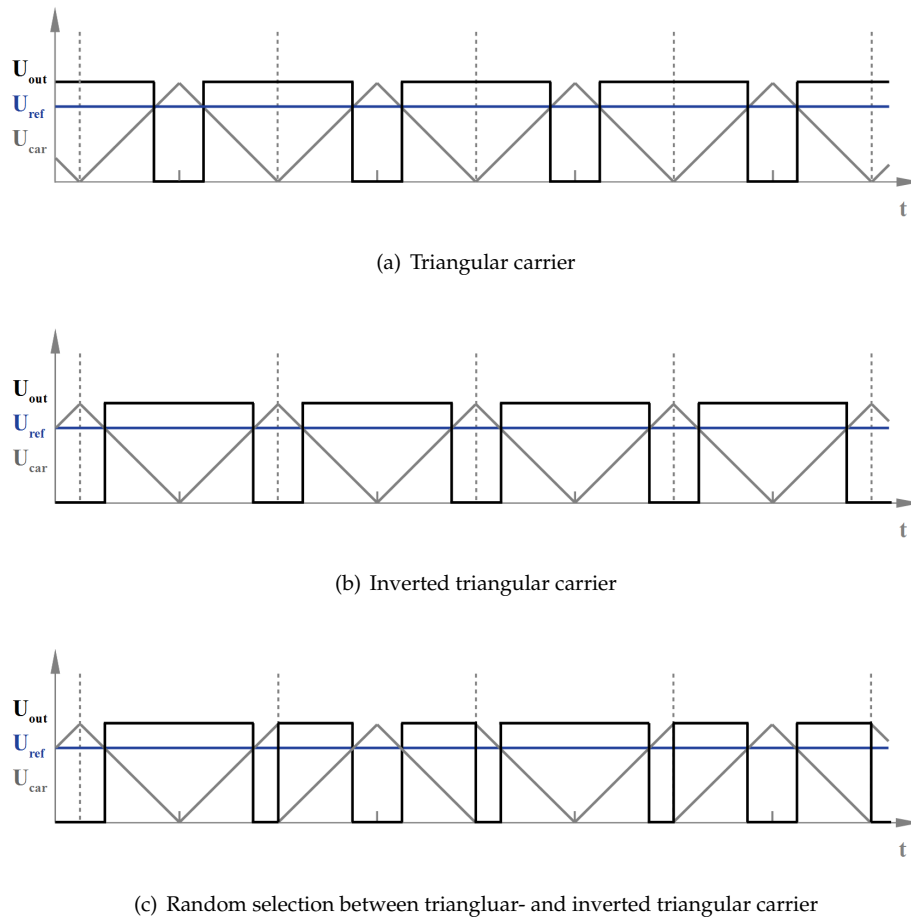 U_out
U_ref
U_car
t
(a) Triangular carrier
U_out
U_ref
U_car
t
(b) Inverted triangular carrier
U_out
U_ref
U_car
t
(c) Random selection between triangluar- and inverted triangular carrier